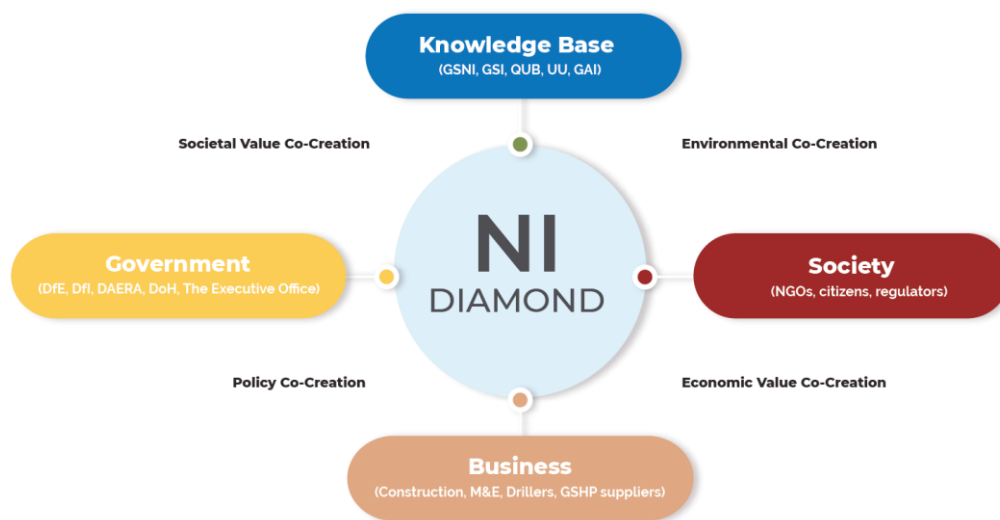 Knowledge Base
(GSNI, GSI, QUB, UU, GAI)
Societal Value Co-Creation
Environmental Co-Creation
NI
DIAMOND
Government
(DfE, DfI, DAERA, DoH, The Executive Office)
Society
(NGOs, citizens, regulators)
Policy Co-Creation
Economic Value Co-Creation
Business
(Construction, M&E, Drillers, GSHP suppliers)